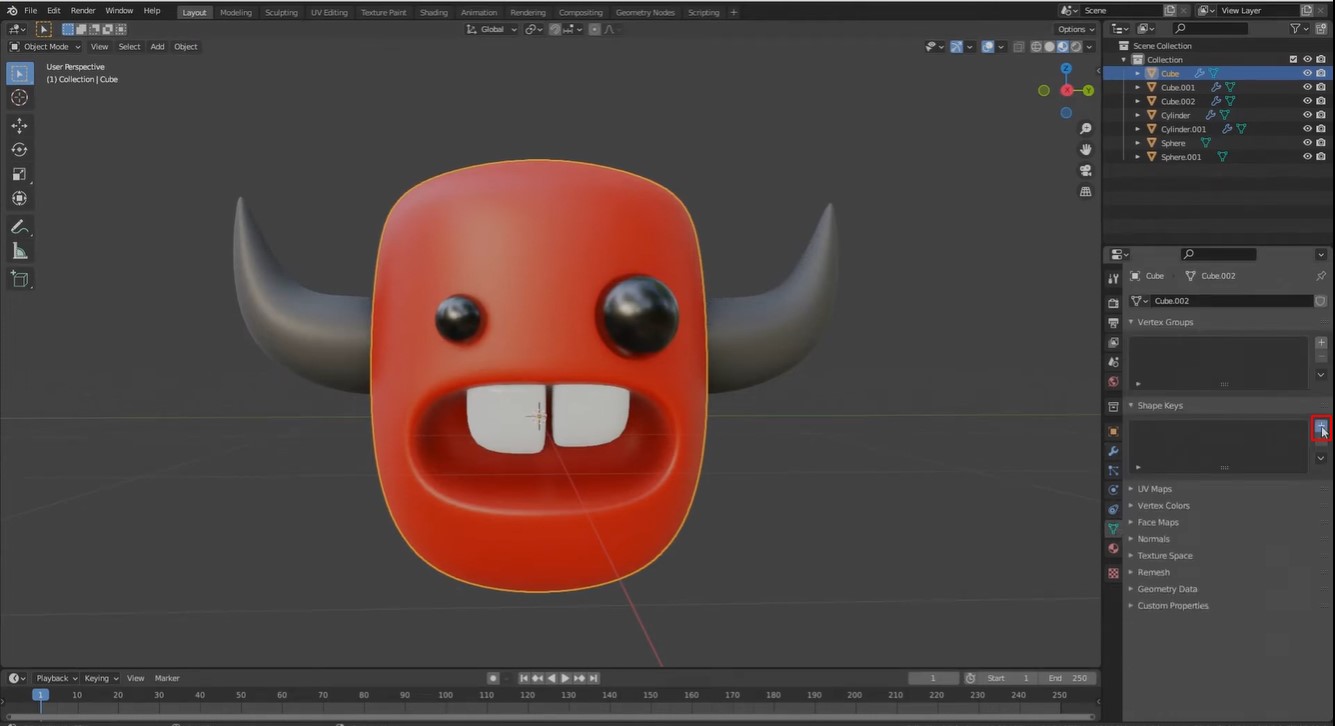 File Edit Render Window Help Layout Modeling Sculpting UV Editing Texture Paint Shading Animation Rendering Compositing Geometry Nodes Scripting + Scene View Layer
Global Options
Object Mode View Select Add Object
User Perspective
(1) Collection | Cube
Z
X
Y
Scene Collection
Collection
Cube
Cube.001
Cube.002
Cylinder
Cylinder.001
Sphere
Sphere.001
Cube Cube.002
Cube.002
Vertex Groups
Shape Keys
UV Maps
Vertex Colors
Face Maps
Normals
Texture Space
Remesh
Geometry Data
Custom Properties
Playback Keying View Marker 1 Start 1 End 250
1 10 20 30 40 50 60 70 80 90 100 110 120 130 140 150 160 170 180 190 200 210 220 230 240 250